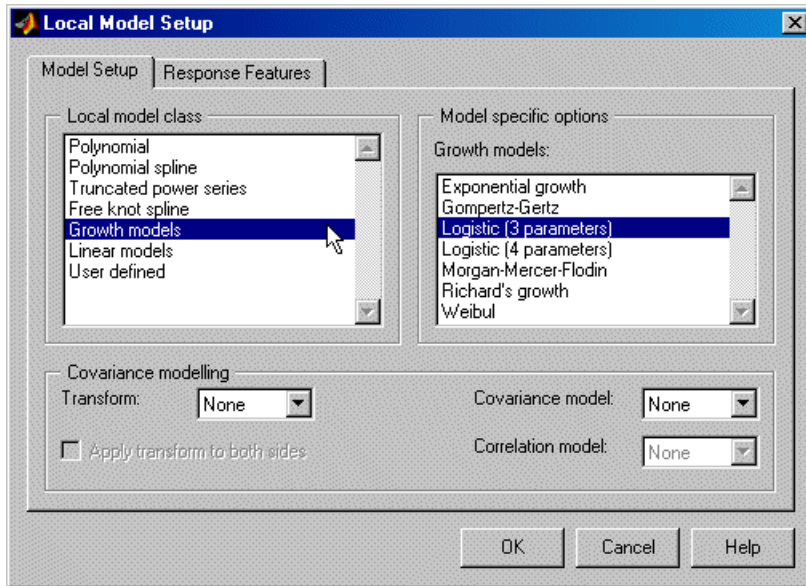 Local Model Setup
Model Setup
Response Features
Local model class
Polynomial
Polynomial spline
Truncated power series
Free knot spline
Growth models
Linear models
User defined
Model specific options
Growth models:
Exponential growth
Gompertz-Gertz
Logistic (3 parameters)
Logistic (4 parameters)
Morgan-Mercer-Flodin
Richard's growth
Weibul
Covariance modelling
Transform:
None
Apply transform to both sides
Covariance model:
None
Correlation model:
None
OK
Cancel
Help